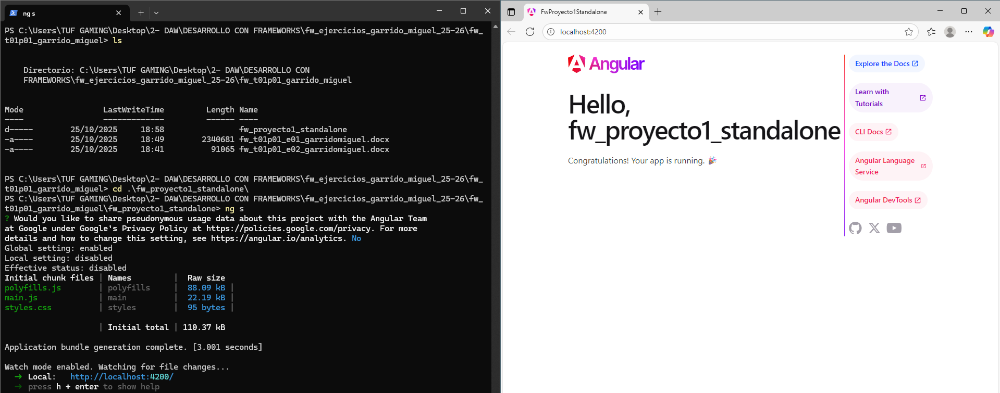 ng s
PS C:\Users\TUF GAMING\Desktop\2- DAW\DESARROLLO CON FRAMEWORKS\fw_ejercicios_garrido_miguel_25-26\fw_
t01p01_garrido_miguel> ls
Directorio: C:\Users\TUF GAMING\Desktop\2- DAW\DESARROLLO CON
FRAMEWORKS\fw_ejercicios_garrido_miguel_25-26\fw_t01p01_garrido_miguel
Mode                 LastWriteTime         Length Name
----                 -------------         ------ ----
d-----        25/10/2025     18:58                fw_proyecto1_standalone
-a----        25/10/2025     18:49        2340681 fw_t01p01_e01_garridomiguel.docx
-a----        25/10/2025     18:41          91065 fw_t01p01_e02_garridomiguel.docx
PS C:\Users\TUF GAMING\Desktop\2- DAW\DESARROLLO CON FRAMEWORKS\fw_ejercicios_garrido_miguel_25-26\fw_
t01p01_garrido_miguel> cd .\fw_proyecto1_standalone\
PS C:\Users\TUF GAMING\Desktop\2- DAW\DESARROLLO CON FRAMEWORKS\fw_ejercicios_garrido_miguel_25-26\fw_
t01p01_garrido_miguel\fw_proyecto1_standalone> ng s
? Would you like to share pseudonymous usage data about this project with the Angular Team
at Google under Google's Privacy Policy at https://policies.google.com/privacy. For more
details and how to change this setting, see https://angular.io/analytics. No
Global setting: enabled
Local setting: disabled
Effective status: disabled
Initial chunk files | Names         |  Raw size
polyfills.js        | polyfills     |  88.09 kB |
main.js             | main          |  22.19 kB |
styles.css          | styles        |  95 bytes |
| Initial total | 110.37 kB
Application bundle generation complete. [3.001 seconds]
Watch mode enabled. Watching for file changes...
➜ Local:   http://localhost:4200/
➜ press h + enter to show help
FwProyecto1Standalone
localhost:4200
Angular
Hello,
fw_proyecto1_standalone
Congratulations! Your app is running. 🎉
Explore the Docs
Learn with
Tutorials
CLI Docs
Angular Language
Service
Angular DevTools